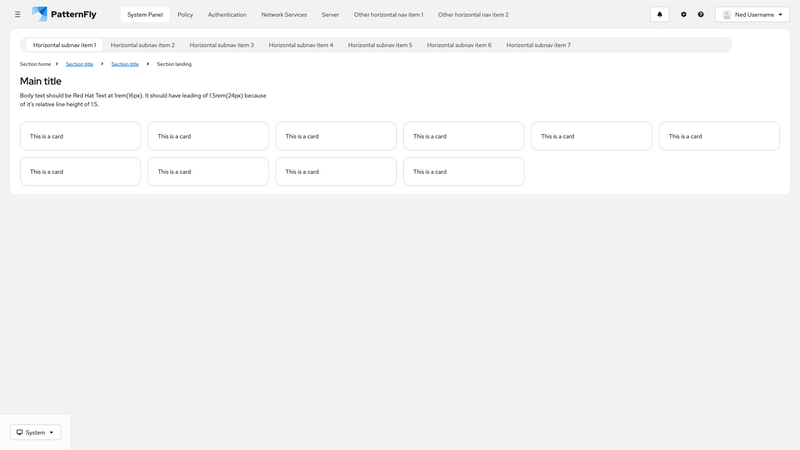 PatternFly
System Panel
Policy
Authentication
Network Services
Server
Other horizontal nav item 1
Other horizontal nav item 2
Ned Username
Horizontal subnav item 1
Horizontal subnav item 2
Horizontal subnav item 3
Horizontal subnav item 4
Horizontal subnav item 5
Horizontal subnav item 6
Horizontal subnav item 7
Section home
Section title
Section title
Section landing
Main title
Body text should be Red Hat Text at 1rem(16px). It should have leading of 1.5rem(24px) because
of it's relative line height of 1.5.
This is a card
This is a card
This is a card
This is a card
This is a card
This is a card
This is a card
This is a card
This is a card
This is a card
System